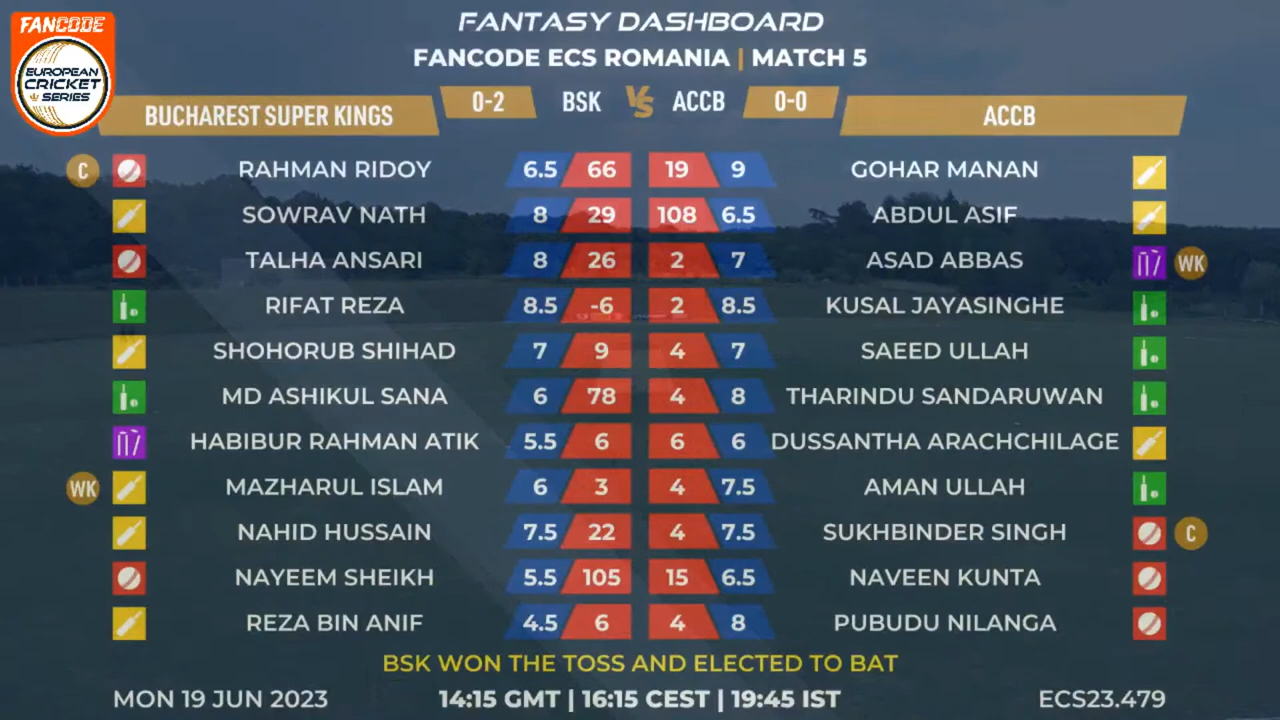 FANTASY DASHBOARD
FANCODE
FANCODE ECS ROMANIA | MATCH 5
EUROPEAN
CRICKET
SERIES
BUCHAREST SUPER KINGS 0-2 BSK VS ACCB 0-0 ACCB
C RAHMAN RIDOY 6.5 66 19 9 GOHAR MANAN
SOWRAV NATH 8 29 108 6.5 ABDUL ASIF
TALHA ANSARI 8 26 2 7 ASAD ABBAS WK
RIFAT REZA 8.5 -6 2 8.5 KUSAL JAYASINGHE
SHOHORUB SHIHAD 7 9 4 7 SAEED ULLAH
MD ASHIKUL SANA 6 78 4 8 THARINDU SANDARUWAN
HABIBUR RAHMAN ATIK 5.5 6 6 6 DUSSANTHA ARACHCHILAGE
WK MAZHARUL ISLAM 6 3 4 7.5 AMAN ULLAH
NAHID HUSSAIN 7.5 22 4 7.5 SUKHBINDER SINGH C
NAYEEM SHEIKH 5.5 105 15 6.5 NAVEEN KUNTA
REZA BIN ANIF 4.5 6 4 8 PUBUDU NILANGA
BSK WON THE TOSS AND ELECTED TO BAT
MON 19 JUN 2023 14:15 GMT | 16:15 CEST | 19:45 IST ECS23.479